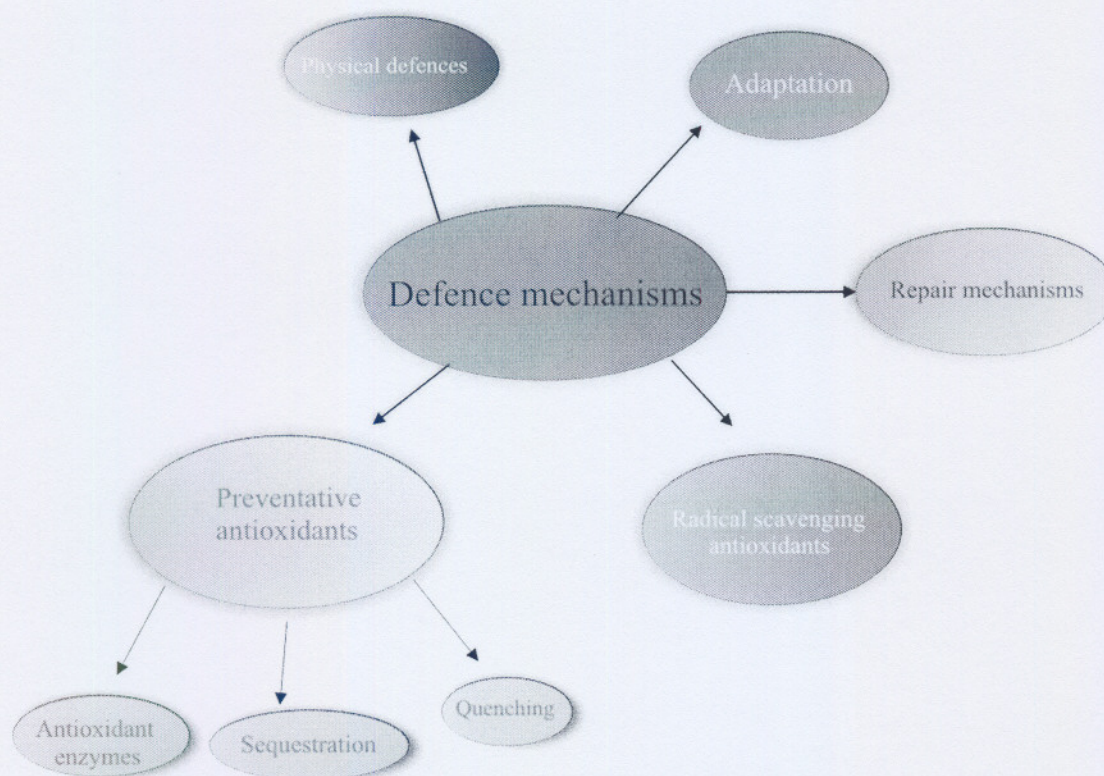 Physical defences
Adaptation
Defence mechanisms
Repair mechanisms
Preventative
antioxidants
Radical scavenging
antioxidants
Antioxidant
enzymes
Sequestration
Quenching